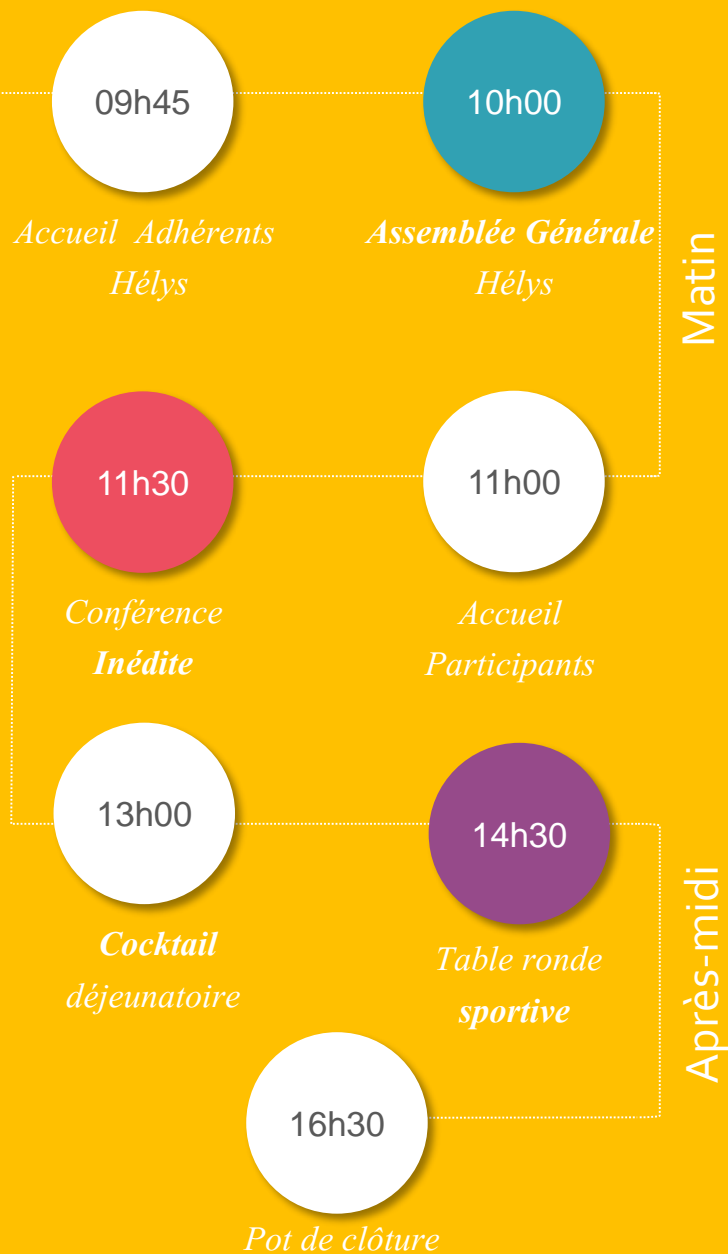 09h45
Accueil Adhérents
Hélys
10h00
Assemblée Générale
Hélys
Matin
11h00
Accueil
Participants
11h30
Conférence
Inédite
13h00
Cocktail
déjeunatoire
14h30
Table ronde
sportive
Après-midi
16h30
Pot de clôture